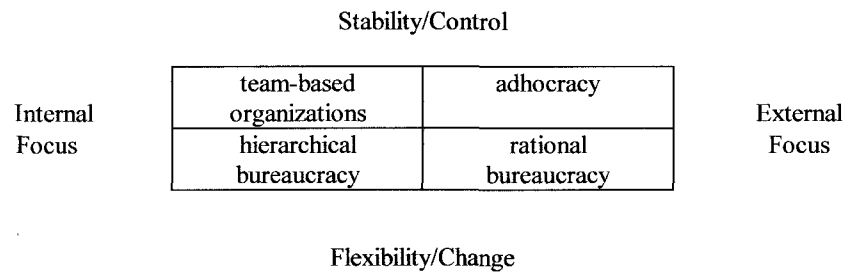 Stability/Control
team-based adhocracy
Internal organizations External
Focus hierarchical rational Focus
bureaucracy bureaucracy
Flexibility/Change